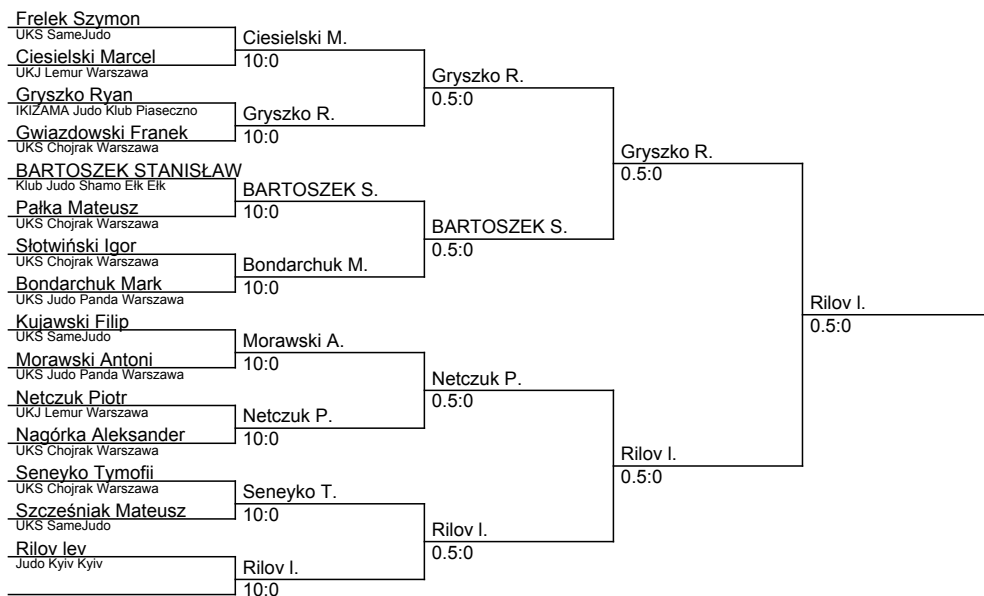 Frelek Szymon
UKS SameJudo
Ciesielski Marcel
UKJ Lemur Warszawa
Gryszko Ryan
IKIZAMA Judo Klub Piaseczno
Gwiazdowski Franek
UKS Chojrak Warszawa
BARTOSZEK STANISŁAW
Klub Judo Shamo Ełk Ełk
Pałka Mateusz
UKS Chojrak Warszawa
Słotwiński Igor
UKS Chojrak Warszawa
Bondarchuk Mark
UKS Judo Panda Warszawa
Kujawski Filip
UKS SameJudo
Morawski Antoni
UKS Judo Panda Warszawa
Netczuk Piotr
UKJ Lemur Warszawa
Nagórka Aleksander
UKS Chojrak Warszawa
Seneyko Tymofii
UKS Chojrak Warszawa
Szcześniak Mateusz
UKS SameJudo
Rilov Iev
Judo Kyiv Kyiv
Ciesielski M.
10:0
Gryszko R.
10:0
BARTOSZEK S.
10:0
Bondarchuk M.
10:0
Morawski A.
10:0
Netczuk P.
10:0
Seneyko T.
10:0
Rilov I.
10:0
Gryszko R.
0.5:0
BARTOSZEK S.
0.5:0
Netczuk P.
0.5:0
Rilov I.
0.5:0
Gryszko R.
0.5:0
Rilov I.
0.5:0
Rilov I.
0.5:0